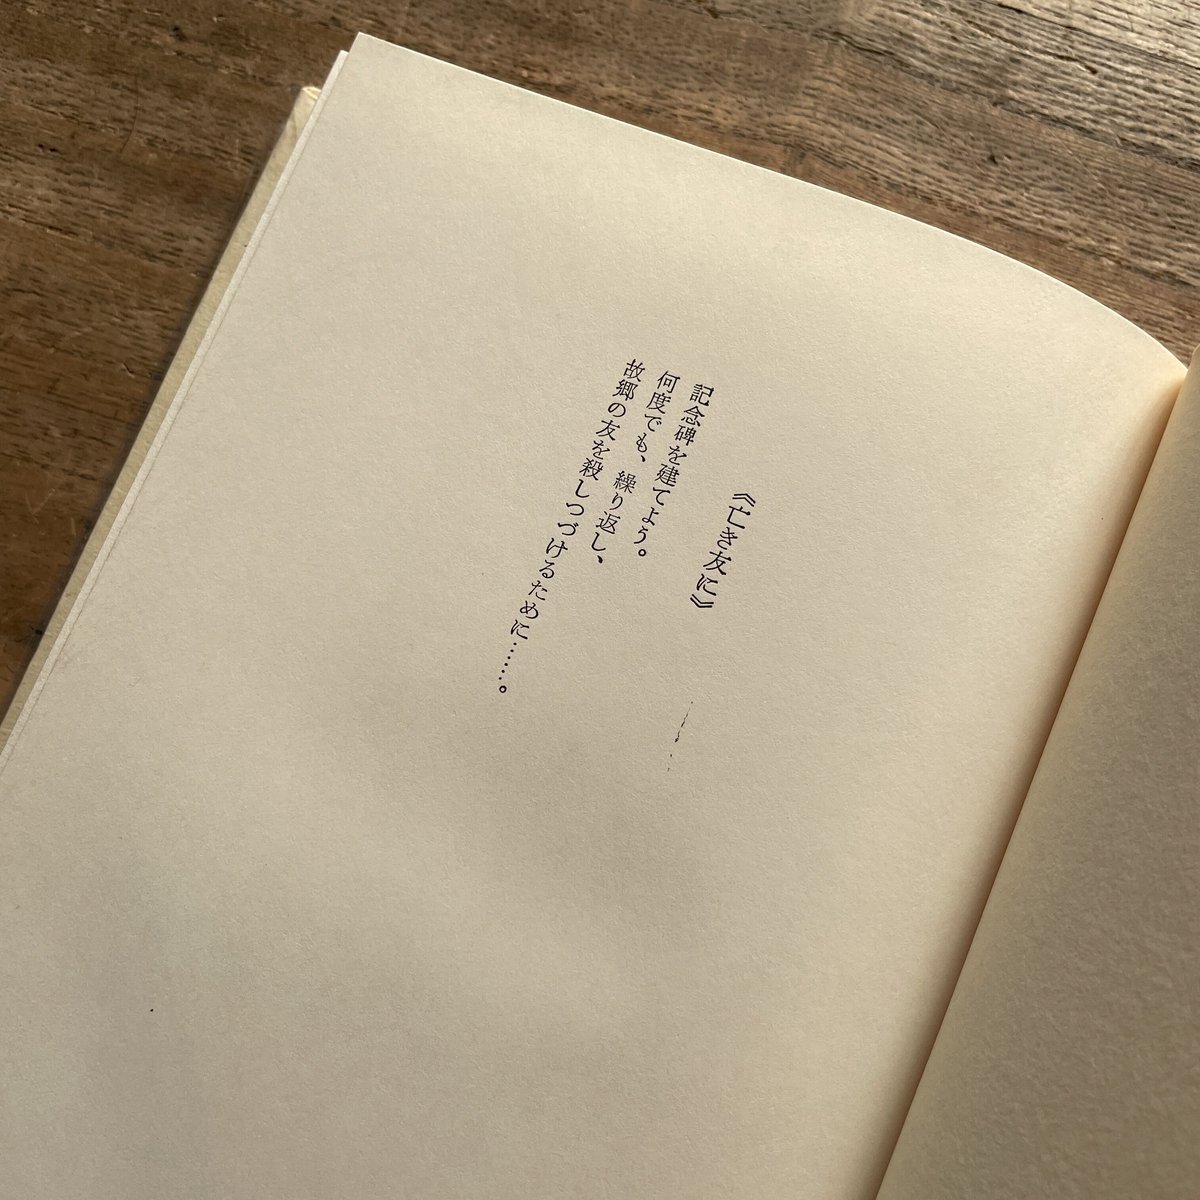 《亡き友に》
記念碑を建てよう。
何度でも、繰り返し、
故郷の友を殺しつづけるために……。